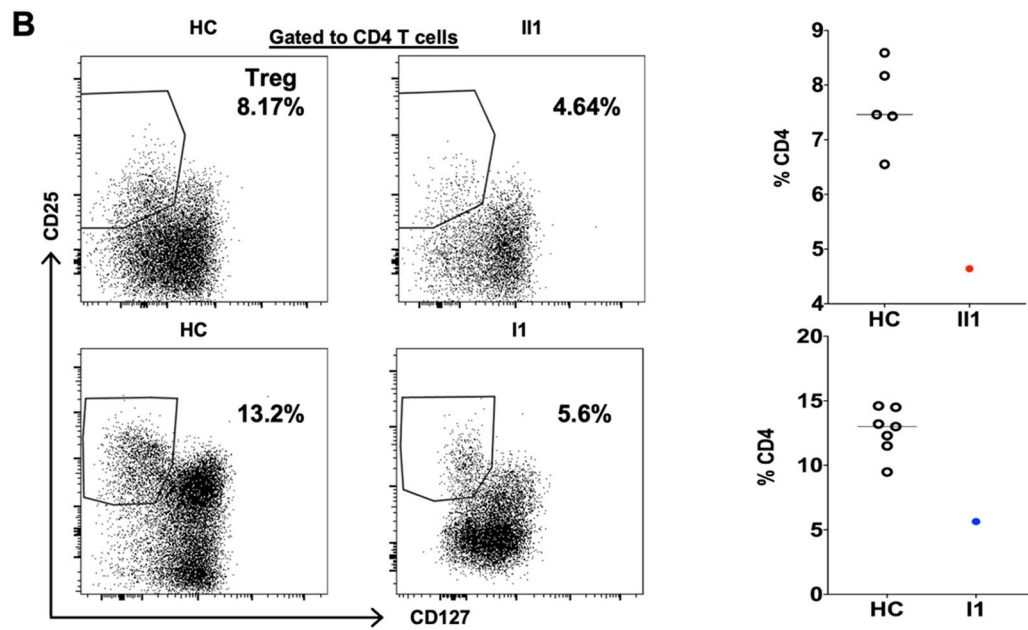 B
HC
Gated to CD4 T cells
II1
Treg
8.17%
4.64%
CD25
HC
I1
13.2%
5.6%
CD127
9
8
7
6
5
4
% CD4
HC
II1
20
15
10
5
0
% CD4
HC
I1